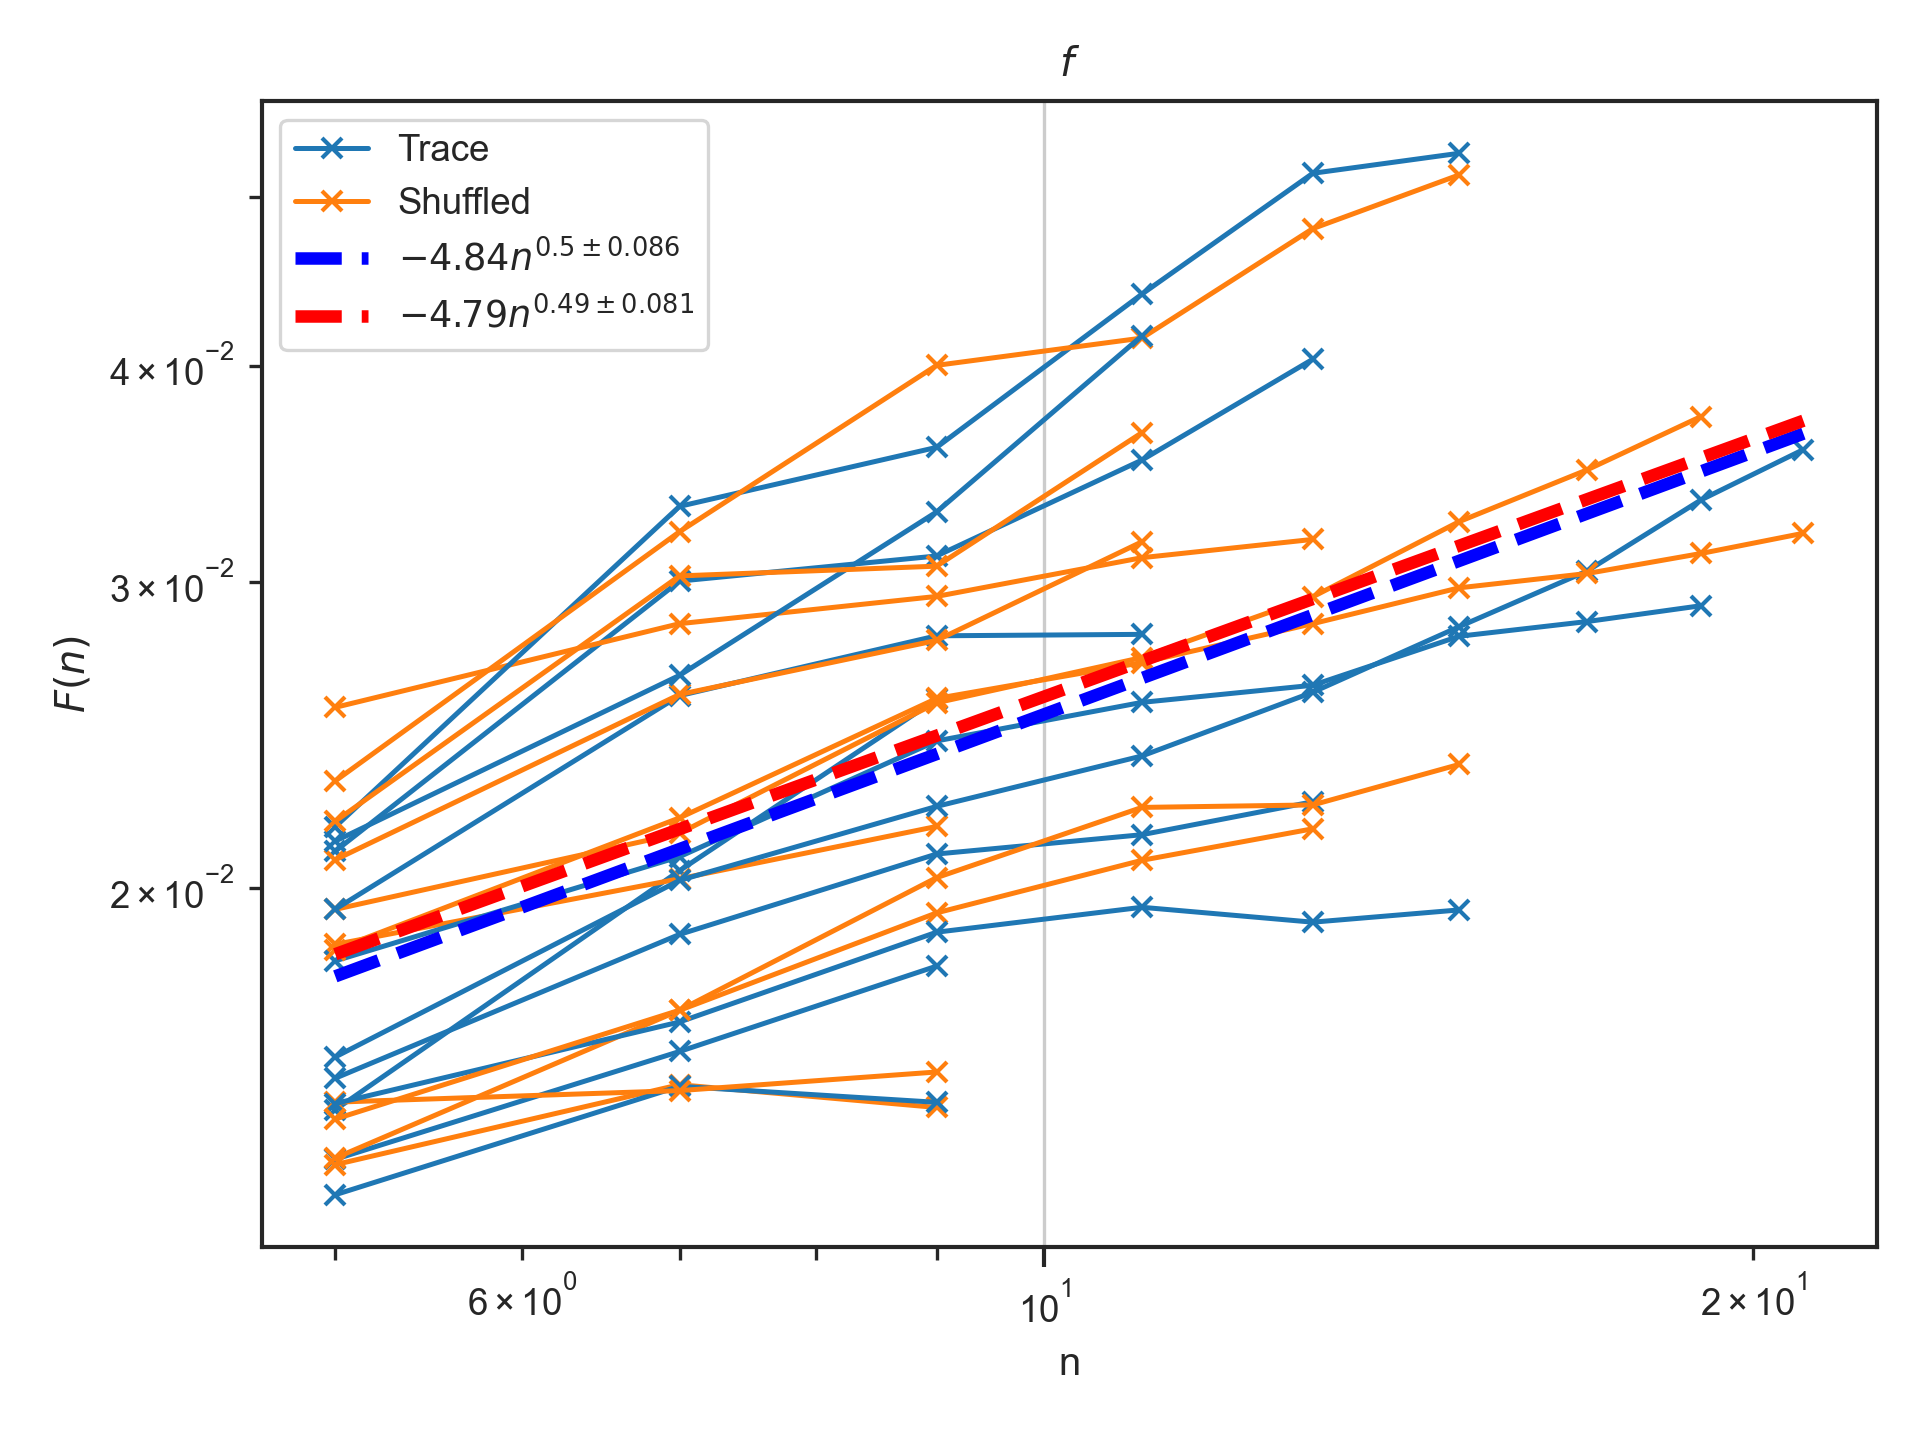 f
Trace
Shuffled
−4.84n^{0.5±0.086}
−4.79n^{0.49±0.081}
4×10^{−2}
3×10^{−2}
2×10^{−2}
F(n)
6×10^0
10^1
2×10^1
n